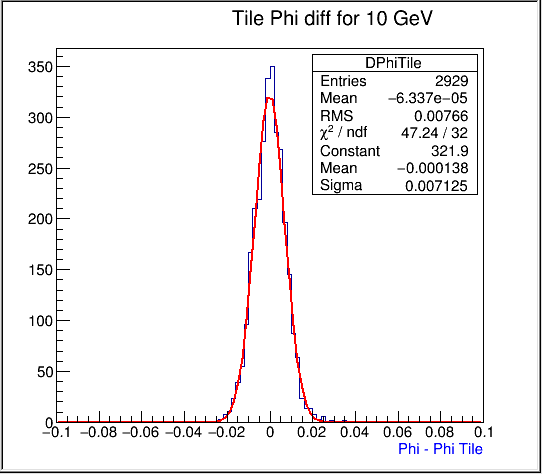 Tile Phi diff for 10 GeV
DPhiTile
Entries 2929
Mean −6.337e−05
RMS 0.00766
χ² / ndf 47.24 / 32
Constant 321.9
Mean −0.000138
Sigma 0.007125
350
300
250
200
150
100
50
0
−0.1 −0.08 −0.06 −0.04 −0.02 0 0.02 0.04 0.06 0.08 0.1
Phi - Phi Tile